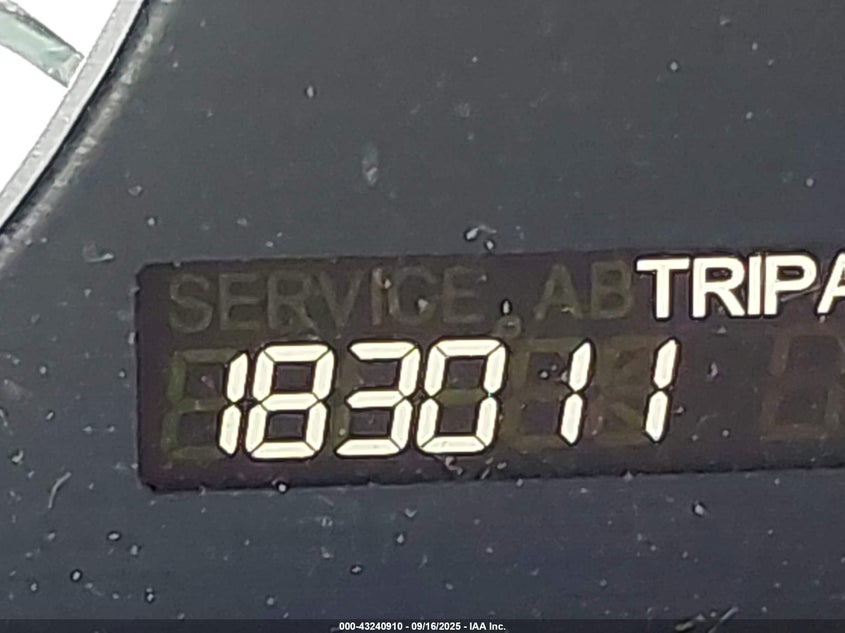 SERVICE AB TRIP A
183011
000-43240910 - 09/16/2025 - IAA Inc.